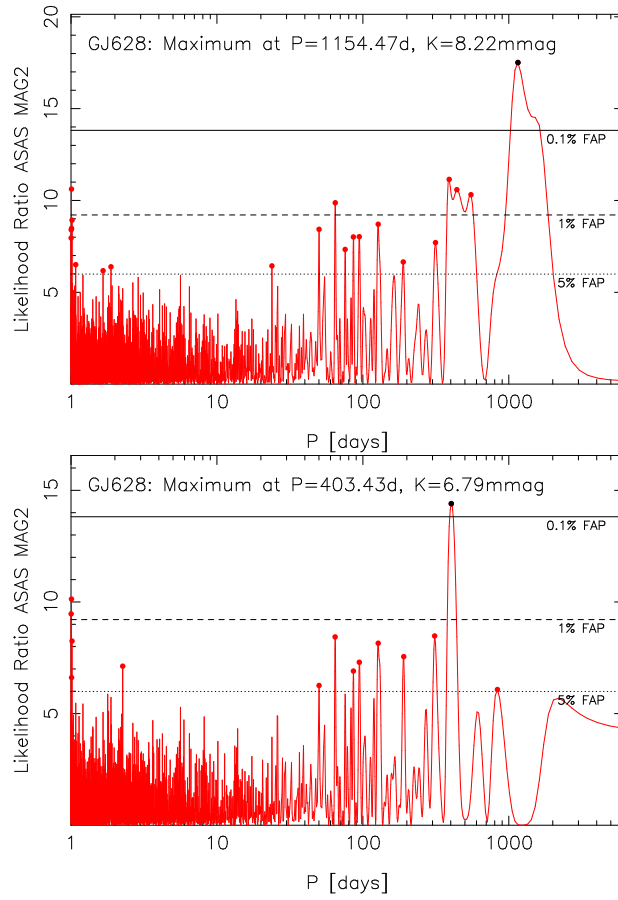 GJ628: Maximum at P=1154.47d, K=8.22mmag
Likelihood Ratio ASAS MAG2
20
15
10
5
0.1% FAP
1% FAP
5% FAP
1
10
100
1000
P [days]
GJ628: Maximum at P=403.43d, K=6.79mmag
Likelihood Ratio ASAS MAG2
15
10
5
0.1% FAP
1% FAP
5% FAP
1
10
100
1000
P [days]